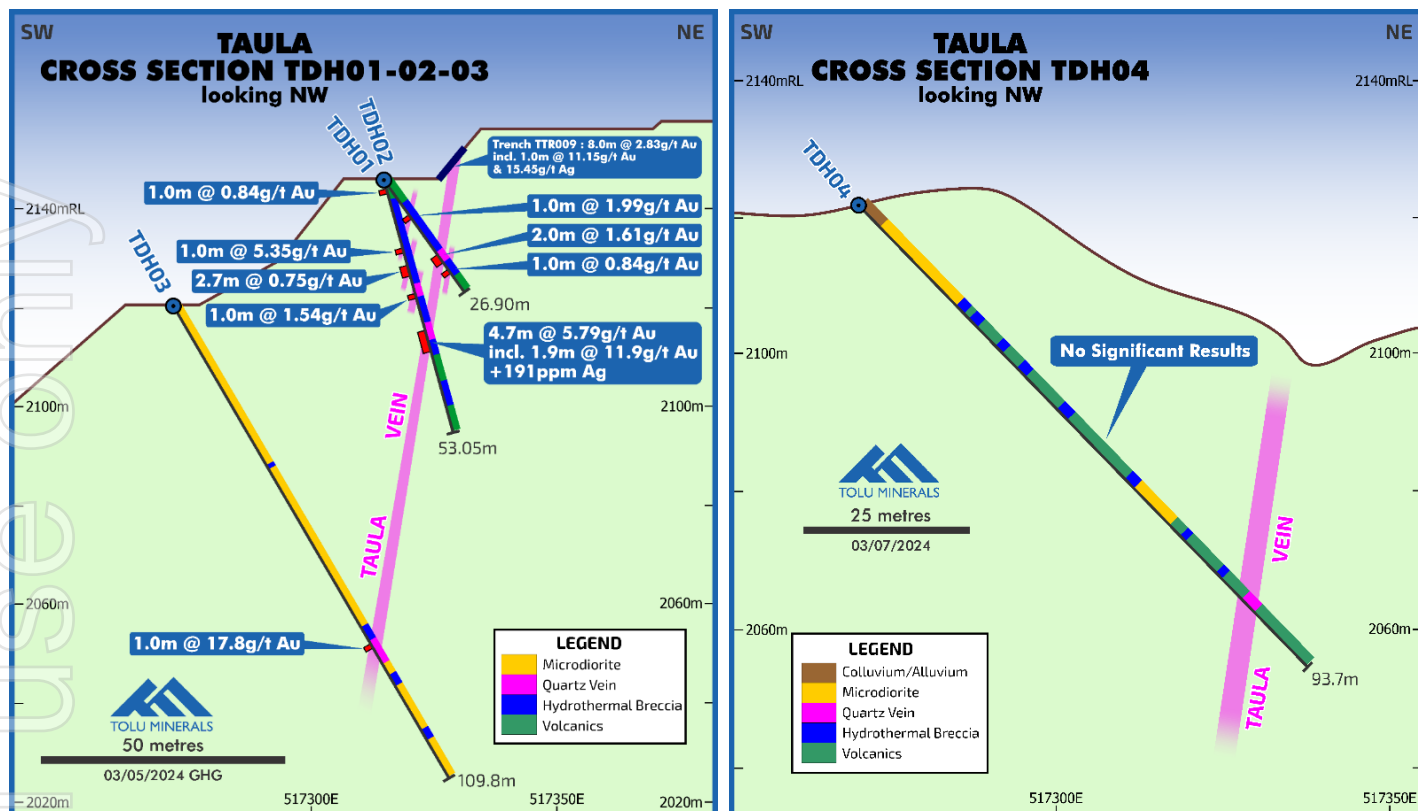 SW
NE
TAULA
CROSS SECTION TDH01-02-03
looking NW
TDH02
TDH01
Trench TTR009 : 8.0m @ 2.83g/t Au
incl. 1.0m @ 11.15g/t Au
& 15.45g/t Ag
1.0m @ 0.84g/t Au
2140mRL
1.0m @ 1.99g/t Au
2.0m @ 1.61g/t Au
1.0m @ 5.35g/t Au
1.0m @ 0.84g/t Au
2.7m @ 0.75g/t Au
TDH03
26.90m
1.0m @ 1.54g/t Au
4.7m @ 5.79g/t Au
incl. 1.9m @ 11.9g/t Au
+191ppm Ag
2100m
2100m
VEIN
53.05m
TAULA
2060m
2060m
1.0m @ 17.8g/t Au
LEGEND
Microdiorite
Quartz Vein
Hydrothermal Breccia
Volcanics
TOLU MINERALS
50 metres
03/05/2024 GHG
109.8m
2020m
517300E
517350E
2020m
use only
SW
NE
TAULA
CROSS SECTION TDH04
looking NW
2140mRL
2140mRL
TDH04
2100m
2100m
No Significant Results
TOLU MINERALS
25 metres
03/07/2024
VEIN
2060m
2060m
LEGEND
Colluvium/Alluvium
Microdiorite
Quartz Vein
Hydrothermal Breccia
Volcanics
93.7m
TAULA
517300E
517350E